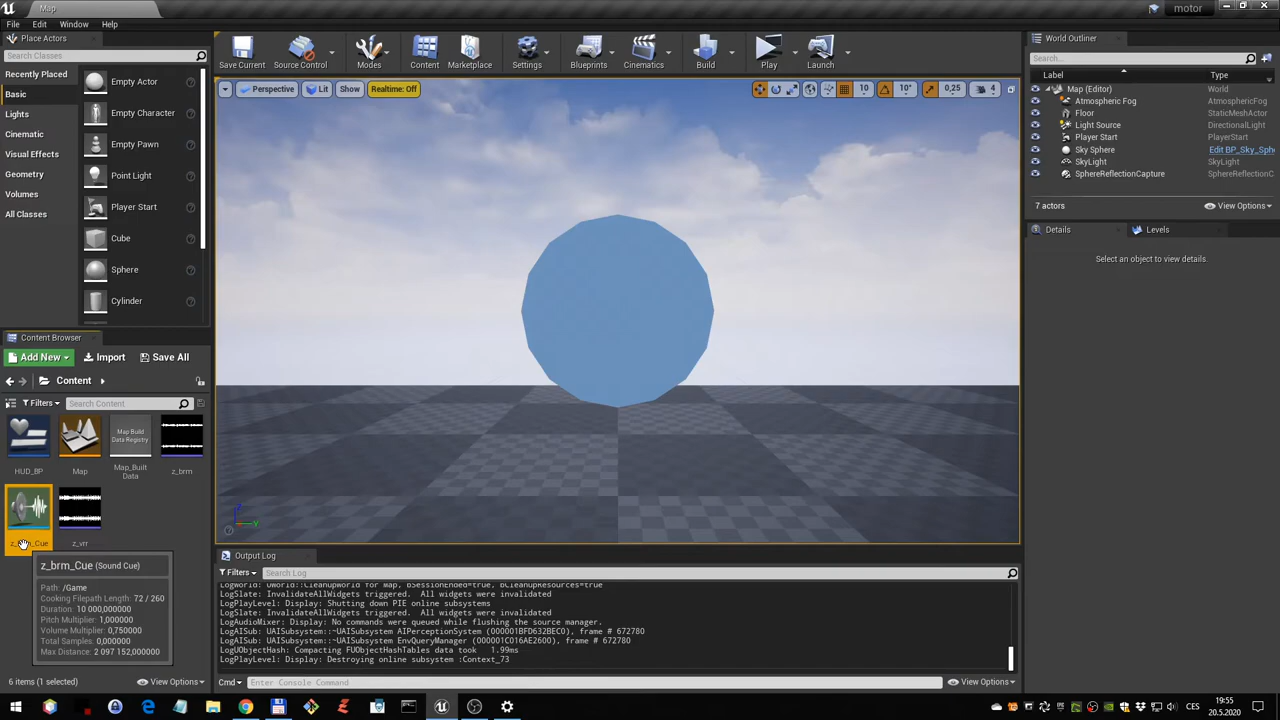 Map
motor
File Edit Window Help
Place Actors
Search Classes
Recently Placed
Basic
Lights
Cinematic
Visual Effects
Geometry
Volumes
All Classes
Empty Actor
Empty Character
Empty Pawn
Point Light
Player Start
Cube
Sphere
Cylinder
Save Current
Source Control
Modes
Content
Marketplace
Settings
Blueprints
Cinematics
Build
Play
Launch
Perspective
Lit
Show
Realtime: Off
10
10°
0,25
4
World Outliner
Search...
Label Type
Map (Editor) World
Atmospheric Fog AtmosphericFog
Floor StaticMeshActor
Light Source DirectionalLight
Player Start PlayerStart
Sky Sphere Edit BP_Sky_Sph
SkyLight SkyLight
SphereReflectionCapture SphereReflectionC
7 actors
View Options
Details
Levels
Select an object to view details.
Content Browser
Add New
Import
Save All
Content
Filters
Search Content
HUD_BP
Map
Map Build
Data Registry
Map_Built
Data
z_brm
z_vrr
z_brm_Cue (Sound Cue)
Path: /Game
Cooking Filepath Length: 72 / 260
Duration: 10 000,000000
Pitch Multiplier: 1,000000
Volume Multiplier: 0,750000
Total Samples: 0,000000
Max Distance: 2 097 152,000000
6 items (1 selected)
View Options
Output Log
Filters
Search Log
LogWorld: UWorld::CleanupWorld for Map, bSessionEnded=true, bCleanupResources=true
LogSlate: InvalidateAllWidgets triggered. All widgets were invalidated
LogPlayLevel: Display: Shutting down PIE online subsystems
LogSlate: InvalidateAllWidgets triggered. All widgets were invalidated
LogAudioMixer: Display: No commands were queued while flushing the source manager.
LogAISub: UAISubsystem::~UAISubsystem AIPerceptionSystem (000001BFD632BEC0), frame # 672780
LogAISub: UAISubsystem::~UAISubsystem EnvQueryManager (000001C016AE2600), frame # 672780
LogUObjectHash: Compacting FUObjectHashTables data took 1.99ms
LogPlayLevel: Display: Destroying online subsystem :Context_73
Cmd
Enter Console Command
View Options
CES
19:55
20.5.2020